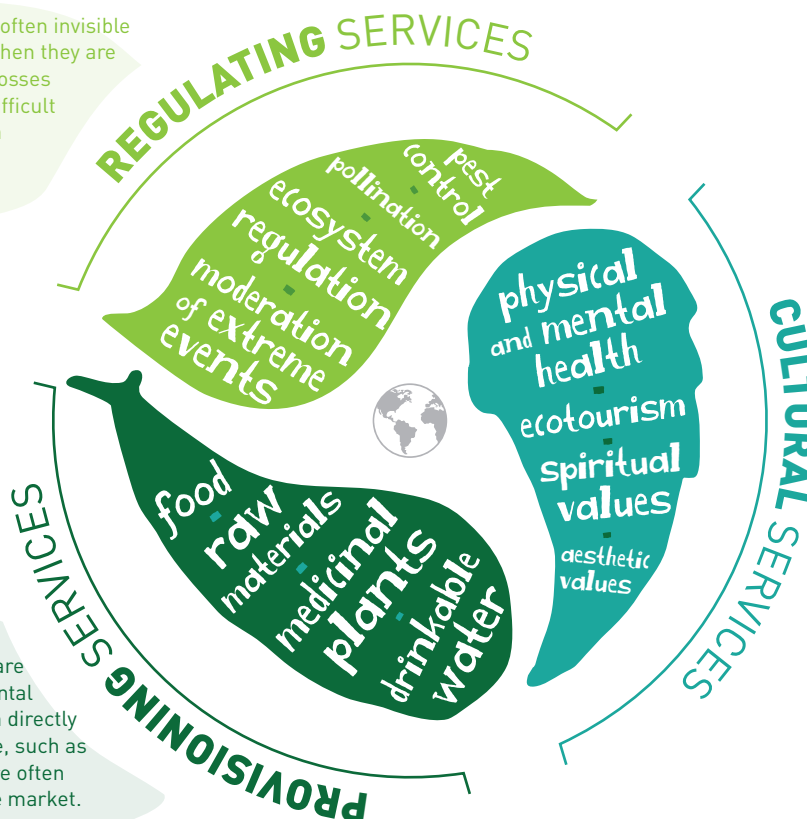 often invisible
hen they are
osses
fficult
REGULATING SERVICES
pest
control
pollination
ecosystem
regulation
moderation
of extreme
events
physical
and mental
health
ecotourism
spiritual
values
aesthetic
values
CULTURAL SERVICES
food
raw
materials
medicinal
plants
drinkable
water
PROVISIONING SERVICES
are
ntal
directly
e, such as
e often
e market.